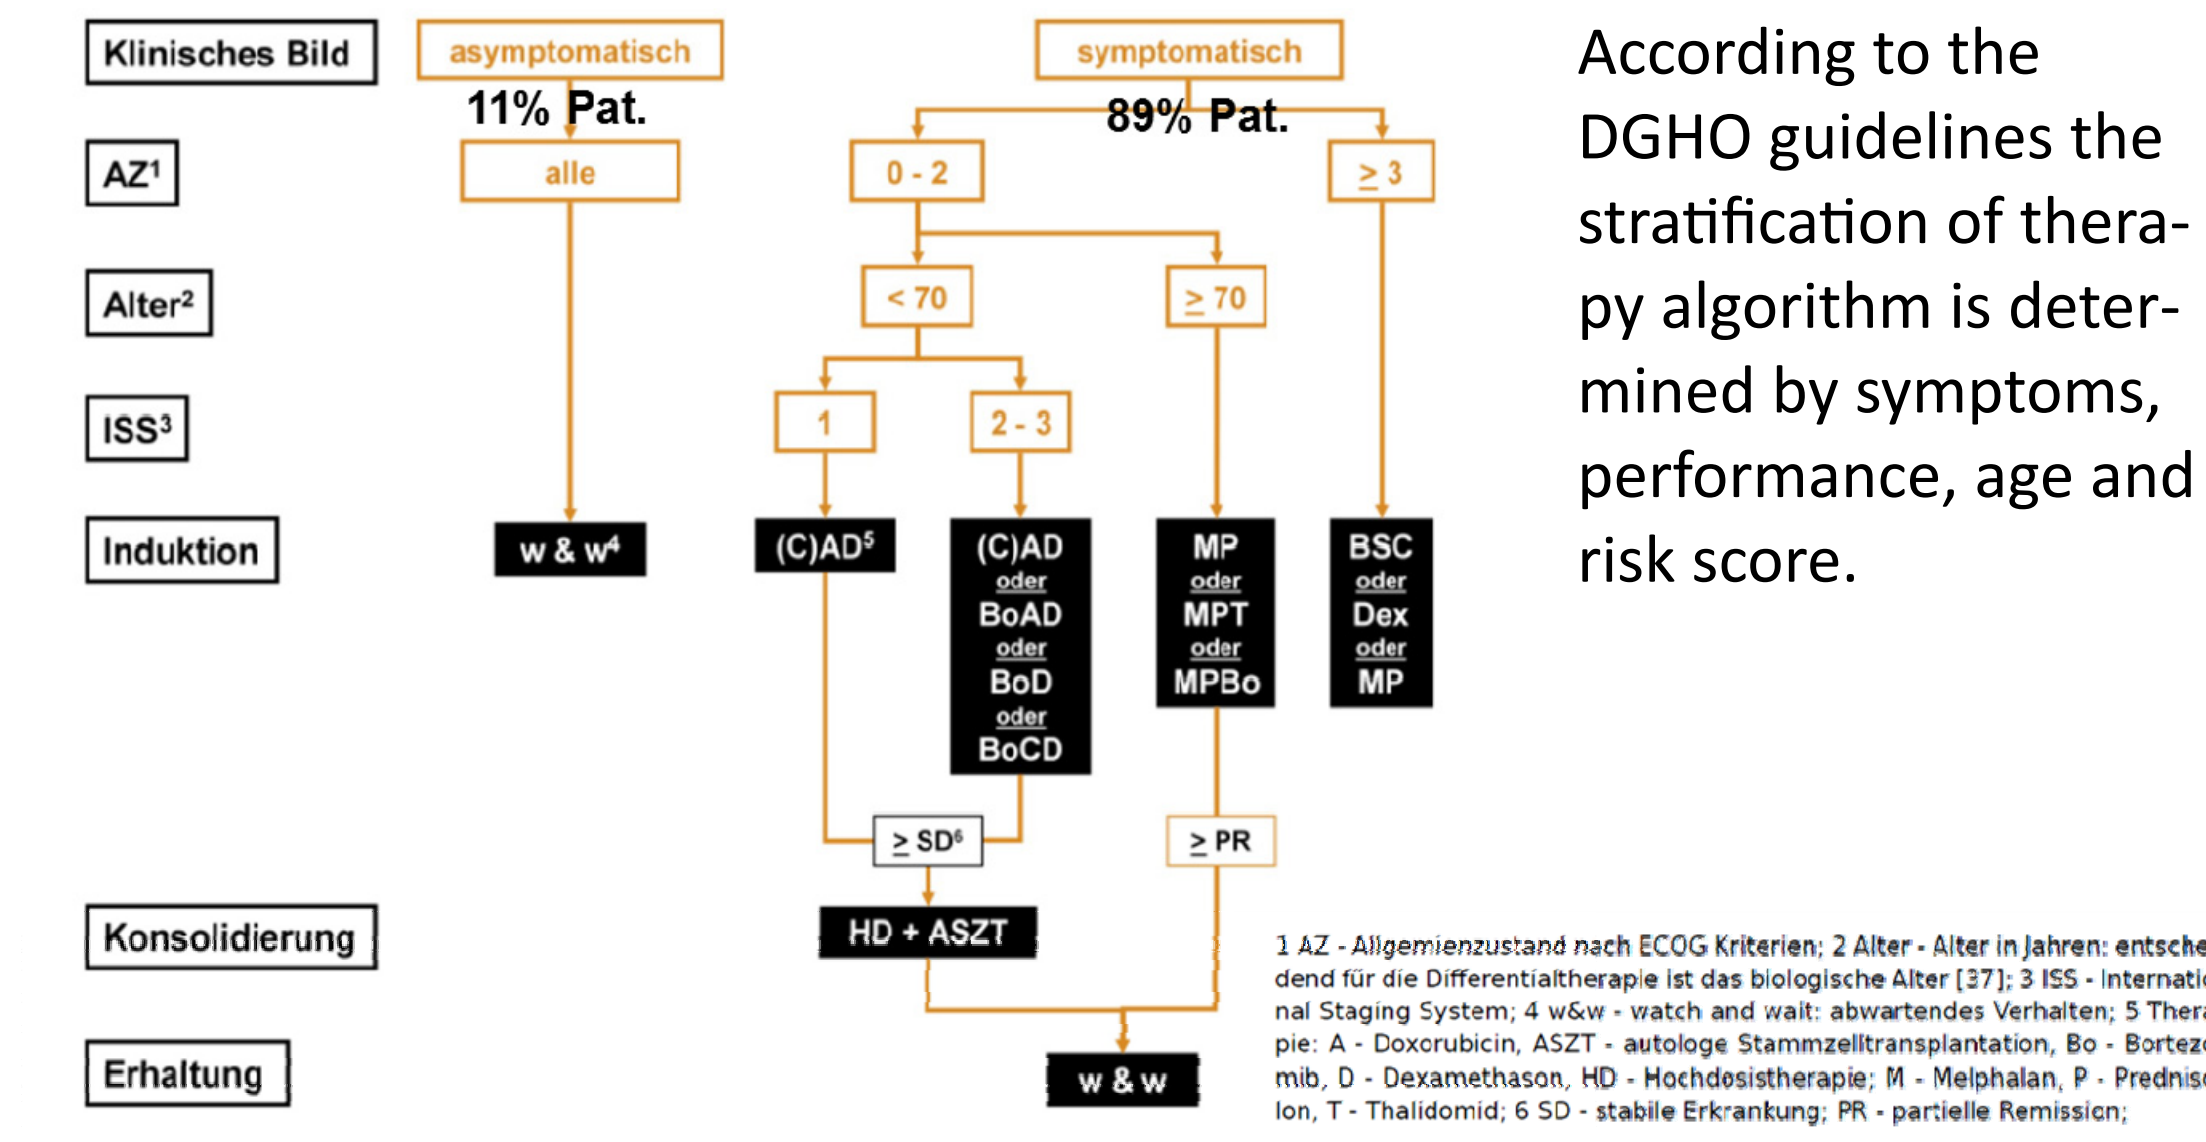 Klinisches Bild
asymptomatisch
symptomatisch
11% Pat.
89% Pat.
AZ¹
alle
0 - 2
≥ 3
Alter²
< 70
≥ 70
ISS³
1
2 - 3
Induktion
w & w⁴
(C)AD⁵
(C)AD
oder
BoAD
oder
BoD
oder
BoCD
MP
oder
MPT
oder
MPBo
BSC
oder
Dex
oder
MP
≥ SD⁶
≥ PR
Konsolidierung
HD + ASZT
Erhaltung
w & w
According to the
DGHO guidelines the
stratification of thera-
py algorithm is deter-
mined by symptoms,
performance, age and
risk score.
1 AZ - Allgemienzustand nach ECOG Kriterien; 2 Alter - Alter in Jahren: entsche
dend für die Differentialtherapie ist das biologische Alter [37]; 3 ISS - Internati
nal Staging System; 4 w&w - watch and wait: abwartendes Verhalten; 5 Thera
pie: A - Doxorubicin, ASZT - autologe Stammzelltransplantation, Bo - Bortez
mib, D - Dexamethason, HD - Hochdosistherapie; M - Melphalan, P - Prednis
lon, T - Thalidomid; 6 SD - stabile Erkrankung; PR - partielle Remission;